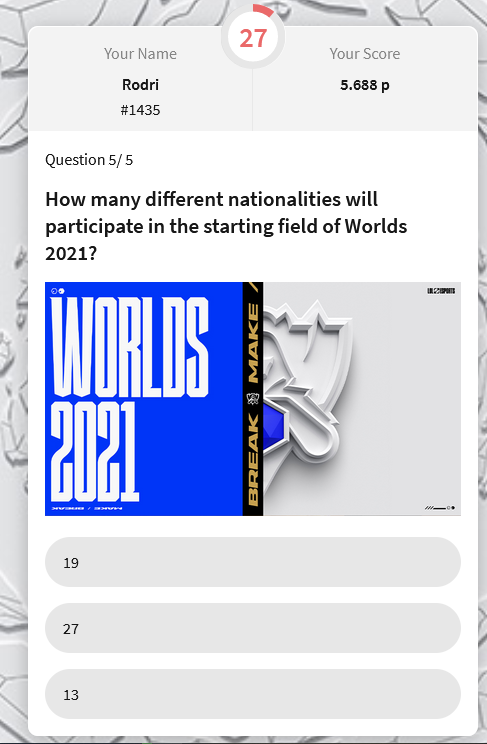 27
Your Name
Your Score
Rodri
5.688 p
#1435
Question 5/ 5
How many different nationalities will
participate in the starting field of Worlds
2021?
WORLDS
2021
BREAK MAKE /
LOL ESPORTS
MAKE / BREAK
19
27
13